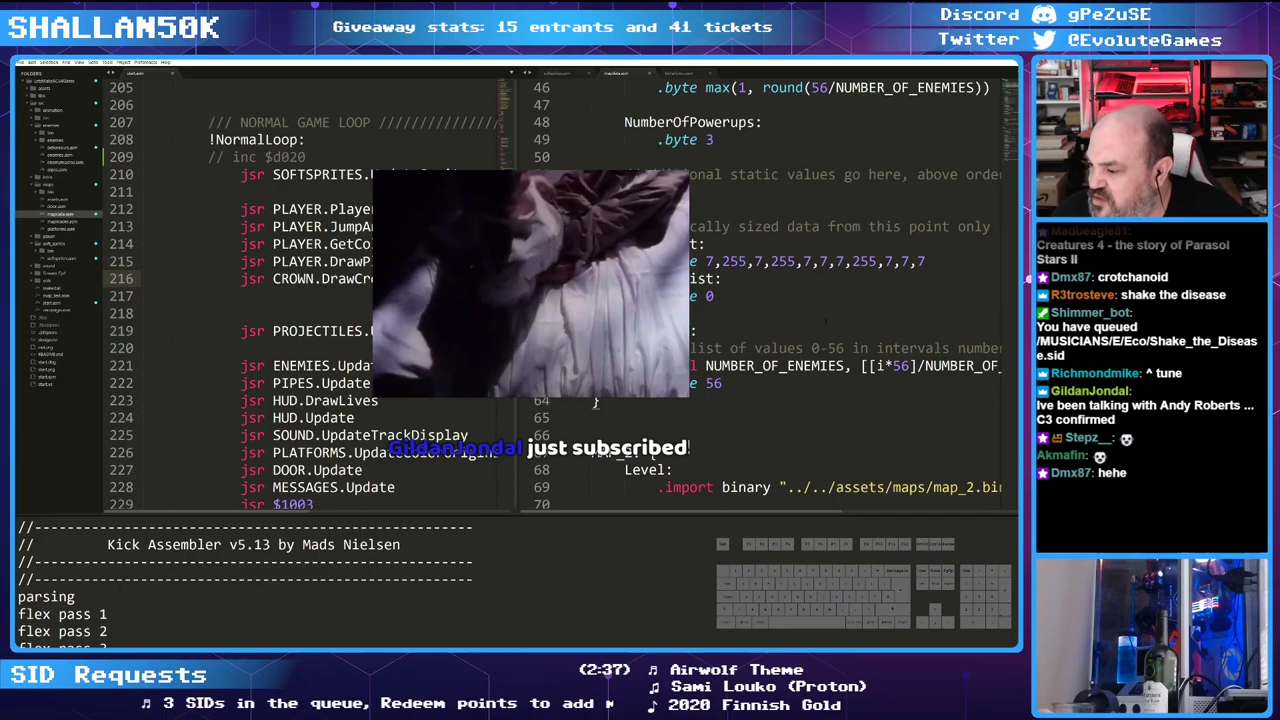 SHALLAN50K
Giveaway stats: 15 entrants and 41 tickets
Discord gPeZuSE
Twitter @EvoluteGames
FOLDERS
205
206
207 /// NORMAL GAME LOOP //////////////
208 !NormalLoop:
209 // inc $d020
210 jsr SOFTSPRITES.
211
212 jsr PLAYER.Player
213 jsr PLAYER.JumpA
214 jsr PLAYER.GetCol
215 jsr PLAYER.DrawP
216 jsr CROWN.DrawCr
217
218
219 jsr PROJECTILES.
220
221 jsr ENEMIES.Upda
222 jsr PIPES.Update
223 jsr HUD.DrawLives
224 jsr HUD.Update
225 jsr SOUND.UpdateTrackDisplay
226 jsr PLATFORMS.
227 jsr DOOR.Update
228 jsr MESSAGES.Update
229 jsr $1003
46 .byte max(1, round(56/NUMBER_OF_ENEMIES))
47
48 NumberOfPowerups:
49 .byte 3
50
onal static values go here, above order
cally sized data from this point only
t:
7,255,7,255,7,7,7,255,7,7,7
ist:
e 0
list of values 0-56 in intervals number
NUMBER_OF_ENEMIES, [[i*56]/NUMBER_OF_
56
64 }
65
68 Level:
69 .import binary "../../assets/maps/map_2.bin
70
GildanJondal just subscribed!
//
// Kick Assembler v5.13 by Mads Nielsen
//
//
parsing
flex pass 1
flex pass 2
Madbeagle81:
Creatures 4 - the story of Parasol
Stars II
Dmx87: crotchanoid
R3trosteve: shake the disease
Shimmer_bot:
You have queued
/MUSICIANS/E/Eco/Shake_the_Diseas
e.sid
Richmondmike: ^ tune
GildanJondal:
Ive been talking with Andy Roberts ...
C3 confirmed
Stepz__:
Akmafin:
Dmx87: hehe
SID Requests
3 SIDs in the queue, Redeem points to add
(2:37) Airwolf Theme
Sami Louko (Proton)
2020 Finnish Gold